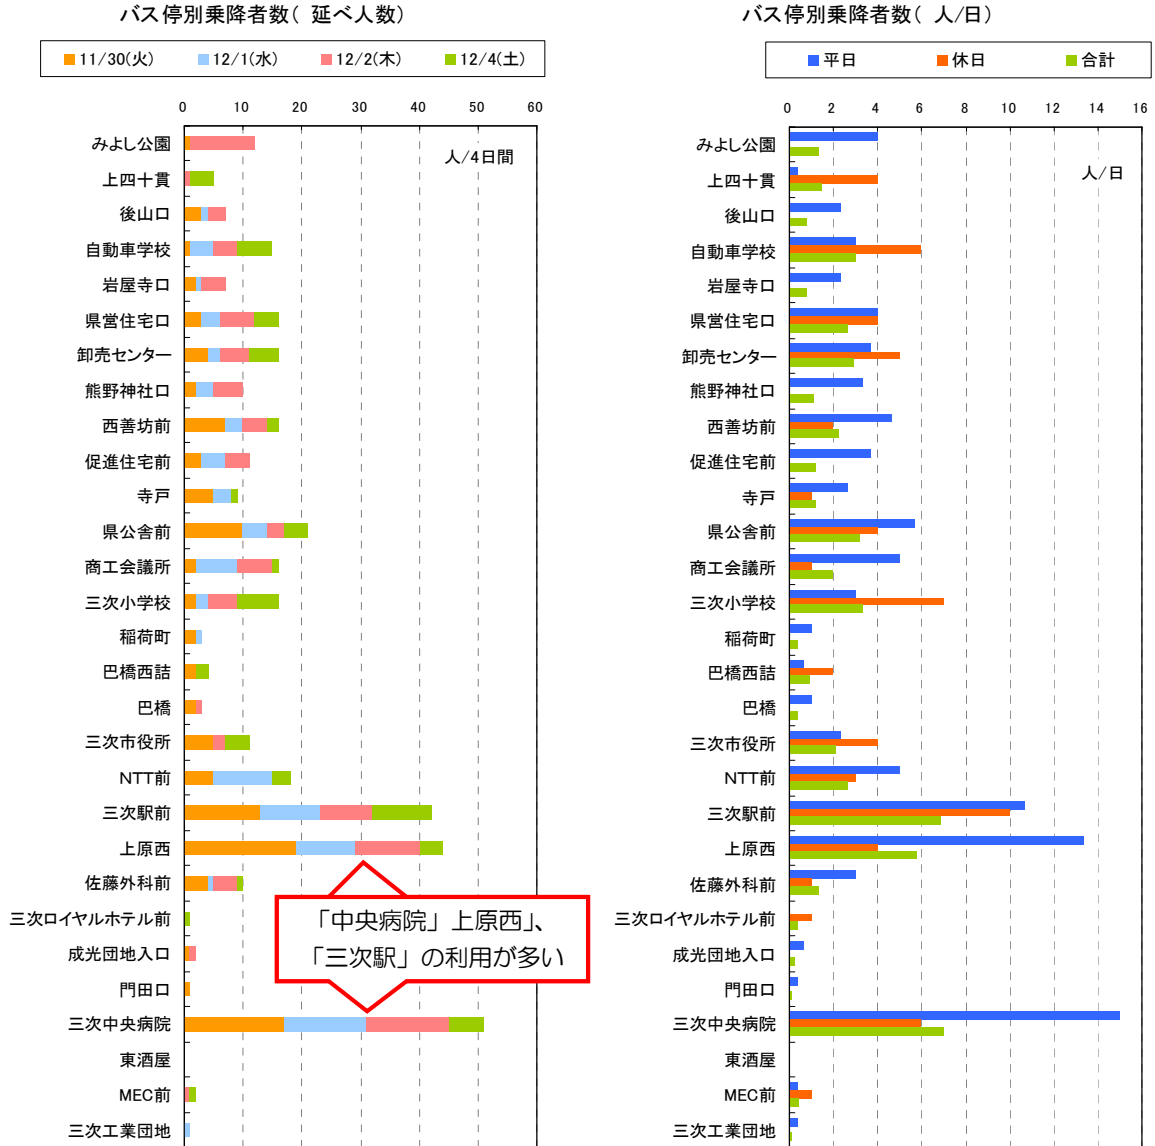 バス停別乗降者数( 延べ人数)
11/30(火) 12/1(水) 12/2(木) 12/4(土)
0 10 20 30 40 50 60
人/4日間
みよし公園
上四十貫
後山口
自動車学校
岩屋寺口
県営住宅口
卸売センター
熊野神社口
西善坊前
促進住宅前
寺戸
県公舎前
商工会議所
三次小学校
稲荷町
巴橋西詰
巴橋
三次市役所
NTT前
三次駅前
上原西
佐藤外科前
三次ロイヤルホテル前
成光団地入口
門田口
三次中央病院
東酒屋
MEC前
三次工業団地
「中央病院」上原西」、
「三次駅」の利用が多い
バス停別乗降者数( 人/日)
平日 休日 合計
0 2 4 6 8 10 12 14 16
人/日
みよし公園
上四十貫
後山口
自動車学校
岩屋寺口
県営住宅口
卸売センター
熊野神社口
西善坊前
促進住宅前
寺戸
県公舎前
商工会議所
三次小学校
稲荷町
巴橋西詰
巴橋
三次市役所
NTT前
三次駅前
上原西
佐藤外科前
三次ロイヤルホテル前
成光団地入口
門田口
三次中央病院
東酒屋
MEC前
三次工業団地